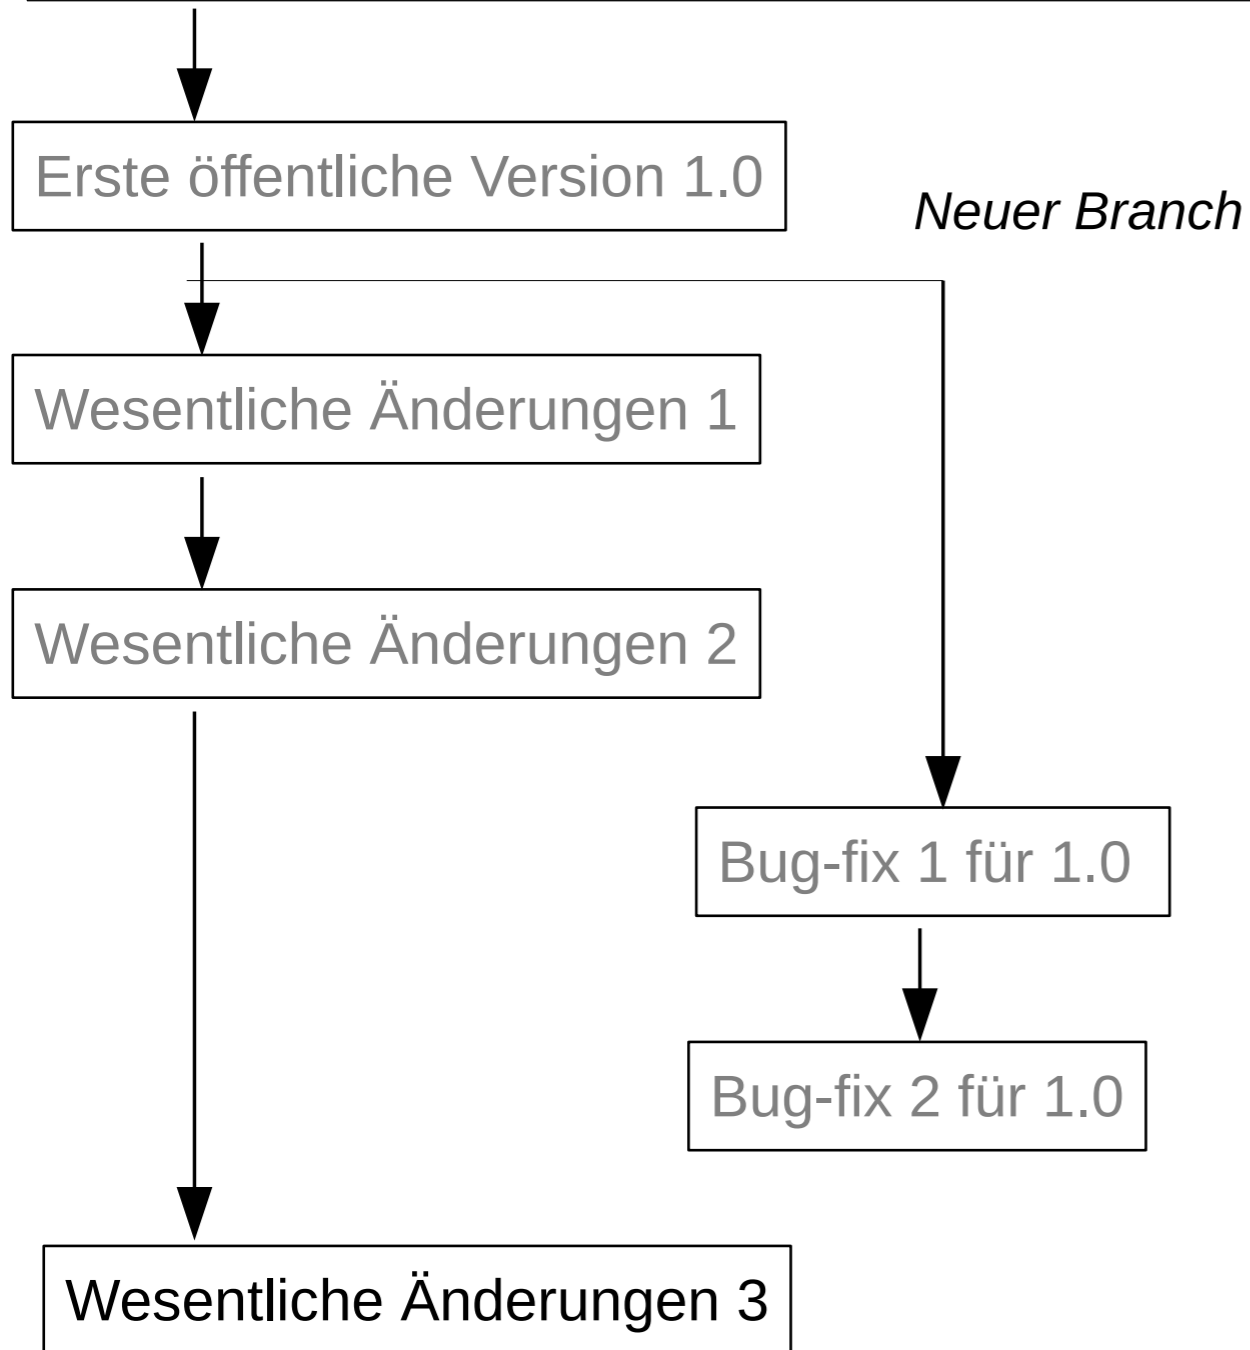 Erste öffentliche Version 1.0
Neuer Branch
Wesentliche Änderungen 1
Wesentliche Änderungen 2
Bug-fix 1 für 1.0
Bug-fix 2 für 1.0
Wesentliche Änderungen 3